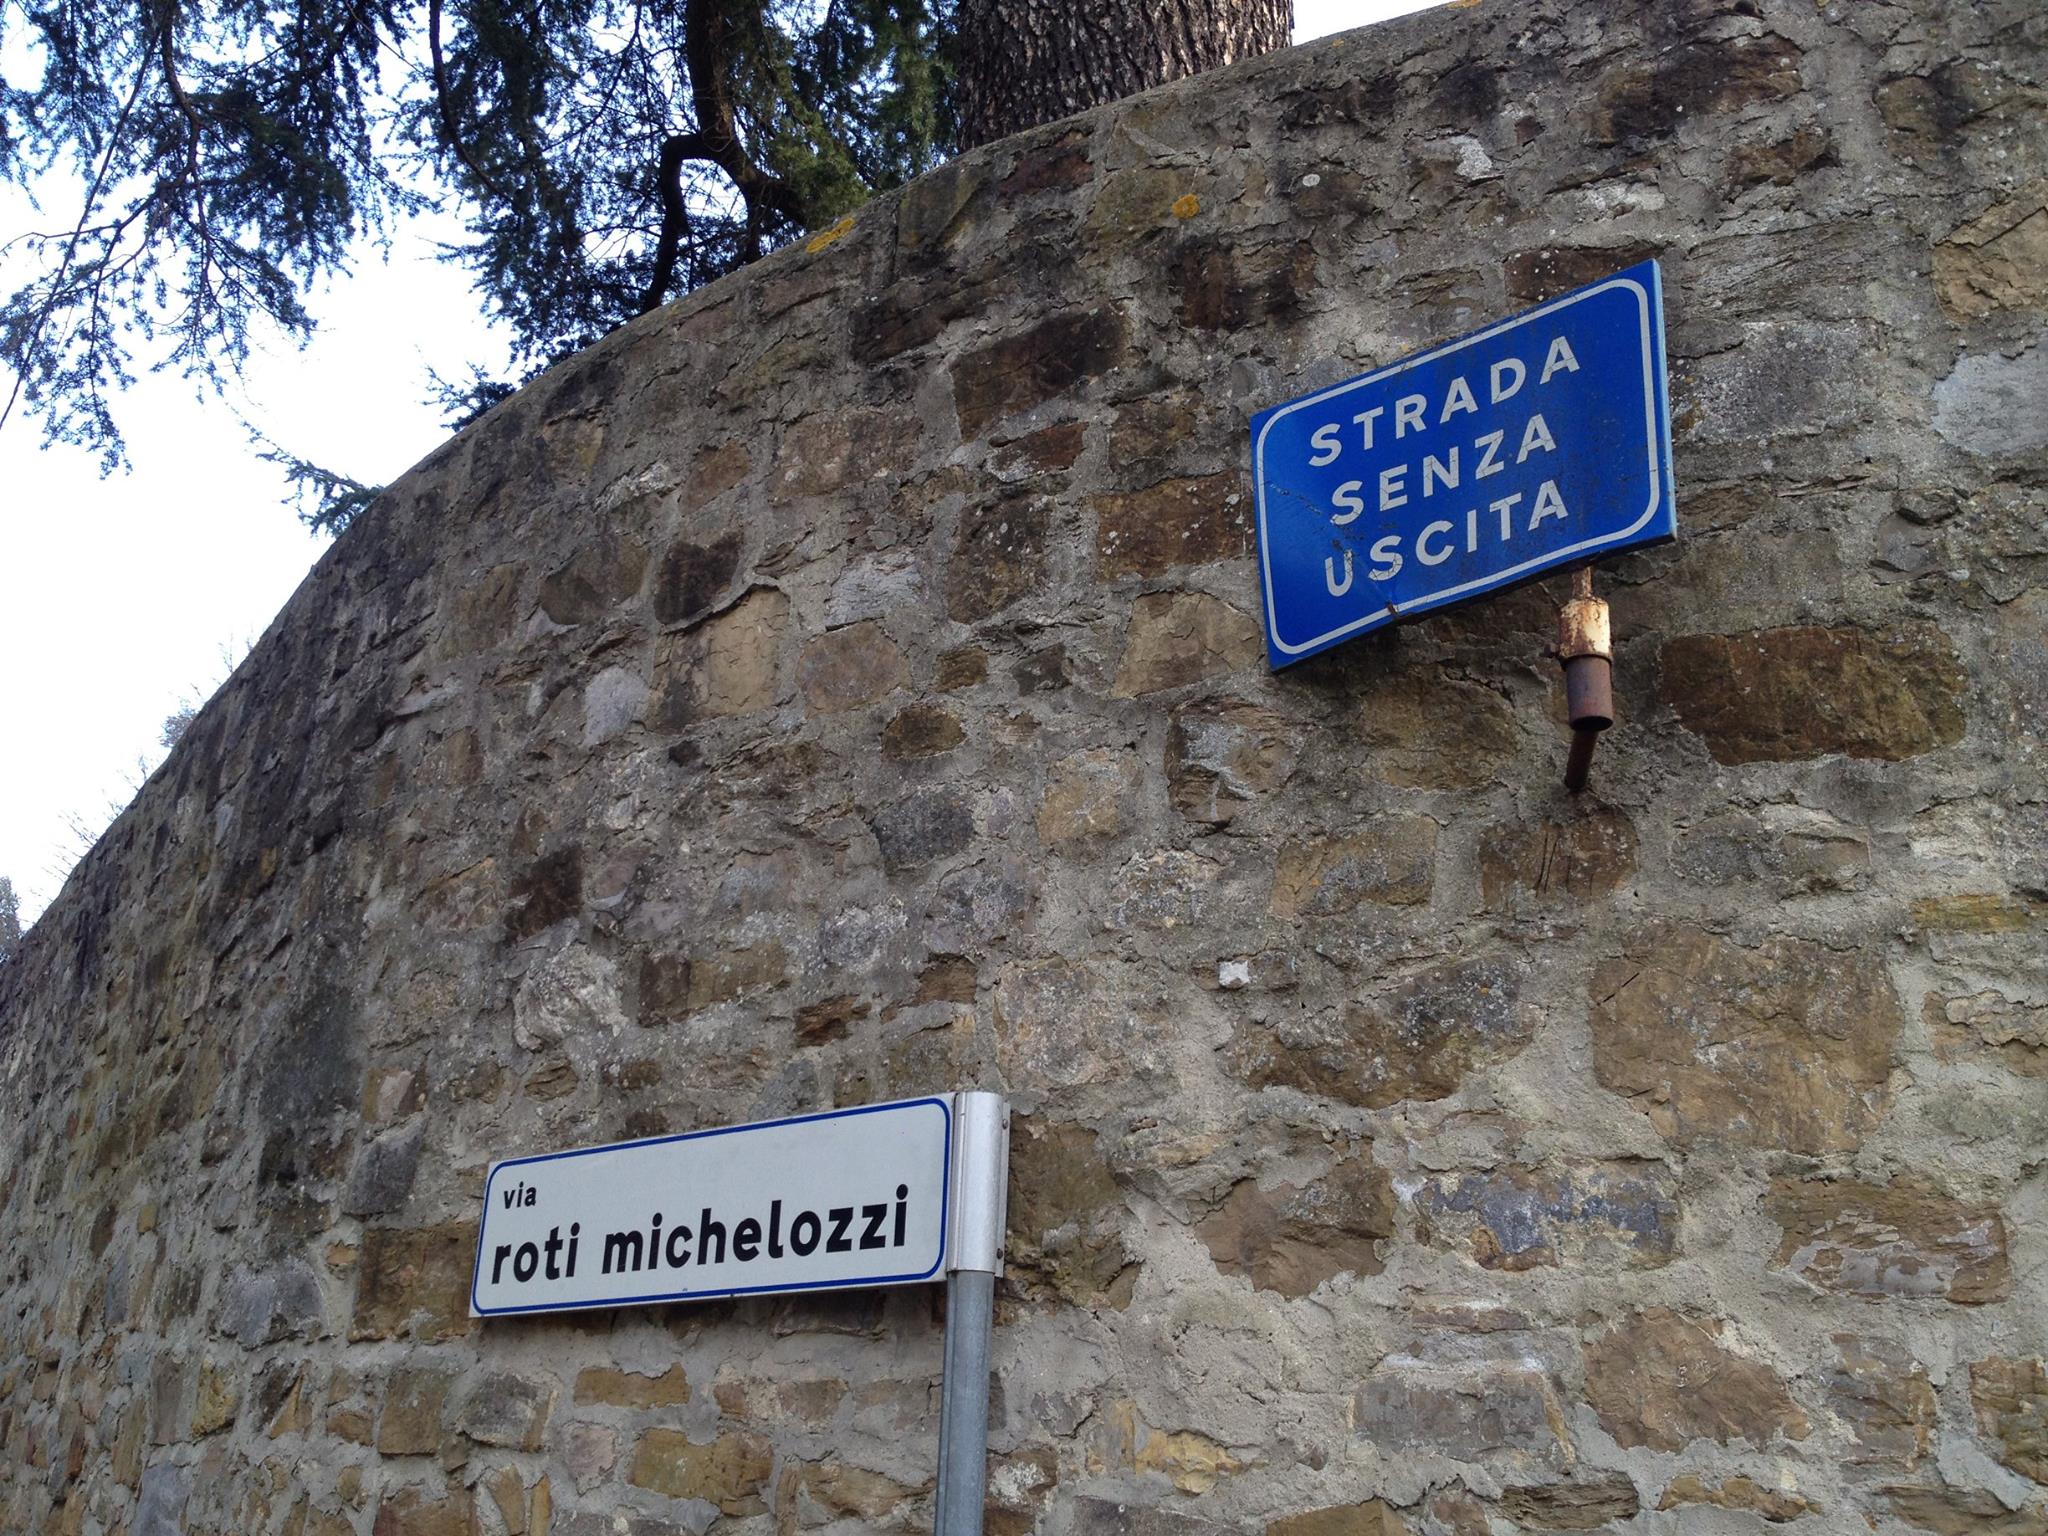 STRADA
SENZA
USCITA
via
roti michelozzi